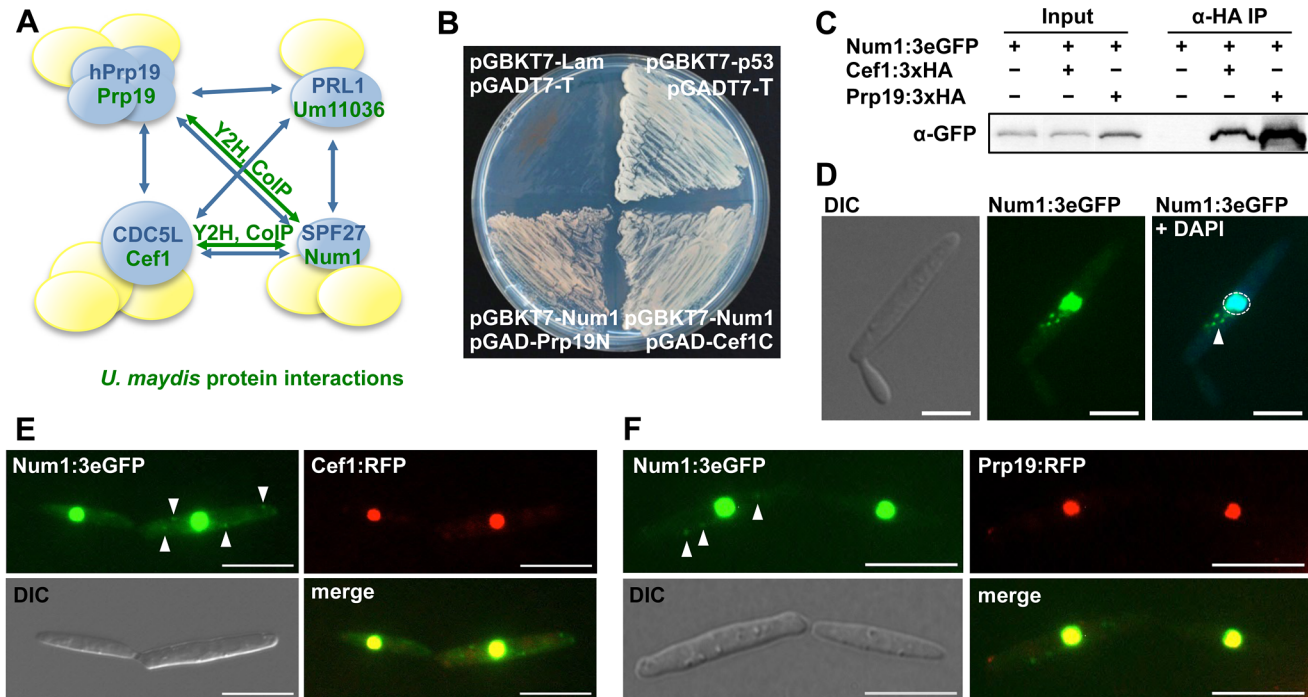 A
hPrp19
Prp19
PRL1
Um11036
Y2H, CoIP
CDC5L
Cef1
Y2H, CoIP
SPF27
Num1
U. maydis protein interactions
B
pGBKT7-Lam
pGADT7-T
pGBKT7-p53
pGADT7-T
pGBKT7-Num1
pGAD-Prp19N
pGBKT7-Num1
pGAD-Cef1C
C
Input α-HA IP
Num1:3eGFP + + + + + +
Cef1:3xHA – + – – + –
Prp19:3xHA – – + – – +
α-GFP
D
DIC
Num1:3eGFP
Num1:3eGFP
+ DAPI
E
Num1:3eGFP
Cef1:RFP
DIC
merge
F
Num1:3eGFP
Prp19:RFP
DIC
merge